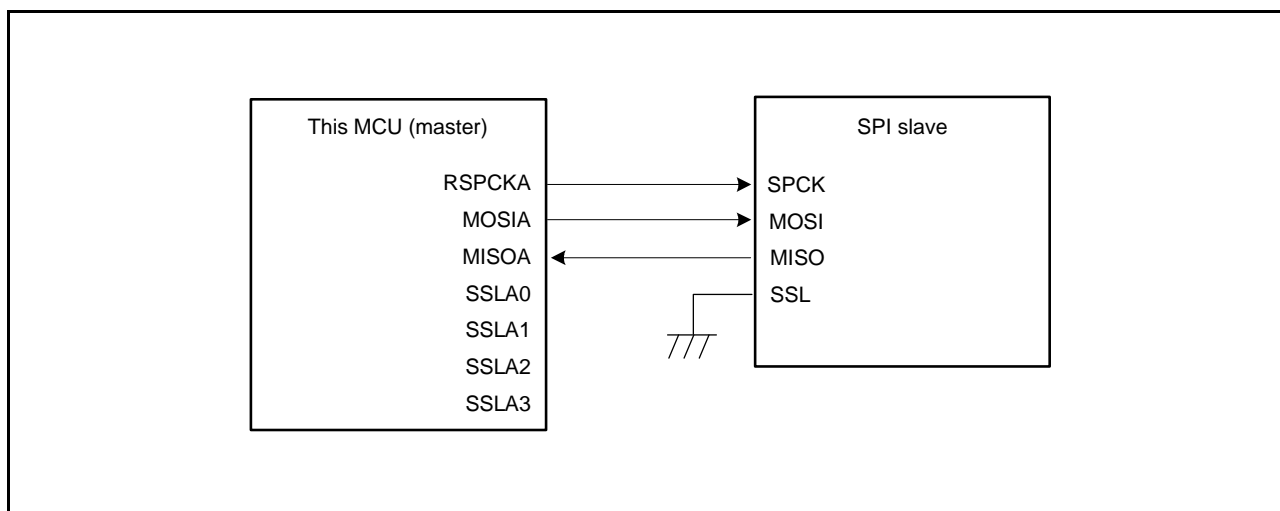 This MCU (master)
RSPCKA
MOSIA
MISOA
SSLA0
SSLA1
SSLA2
SSLA3
SPI slave
SPCK
MOSI
MISO
SSL